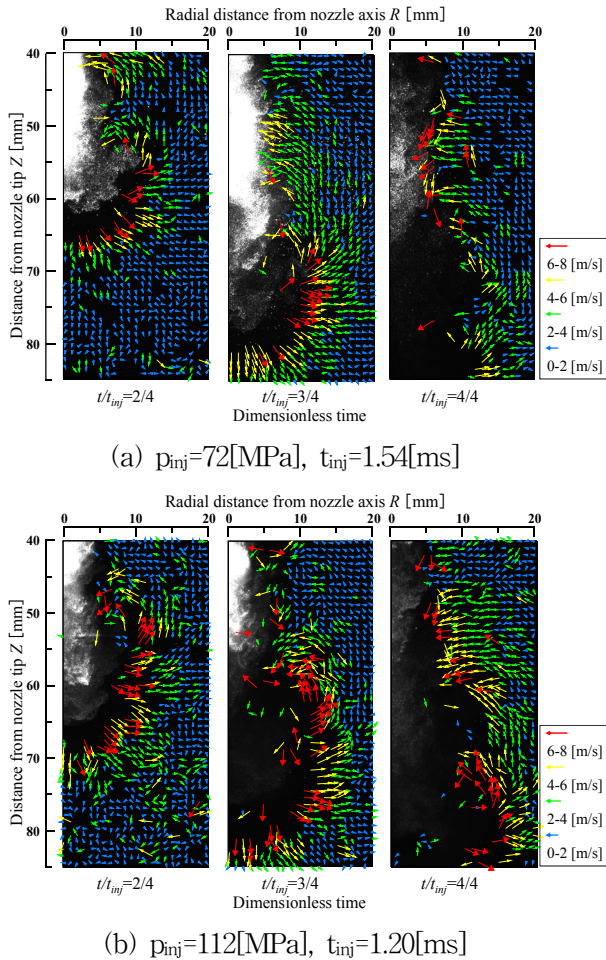 Radial distance from nozzle axis R [mm]
0 10 20 0 10 20 0 10 20
Distance from nozzle tip Z [mm]
40
50
60
70
80
6-8 [m/s]
4-6 [m/s]
2-4 [m/s]
0-2 [m/s]
t/tinj=2/4 t/tinj=3/4 t/tinj=4/4
Dimensionless time
(a) pinj=72[MPa], tinj=1.54[ms]
Radial distance from nozzle axis R [mm]
0 10 20 0 10 20 0 10 20
Distance from nozzle tip Z [mm]
40
50
60
70
80
6-8 [m/s]
4-6 [m/s]
2-4 [m/s]
0-2 [m/s]
t/tinj=2/4 t/tinj=3/4 t/tinj=4/4
Dimensionless time
(b) pinj=112[MPa], tinj=1.20[ms]